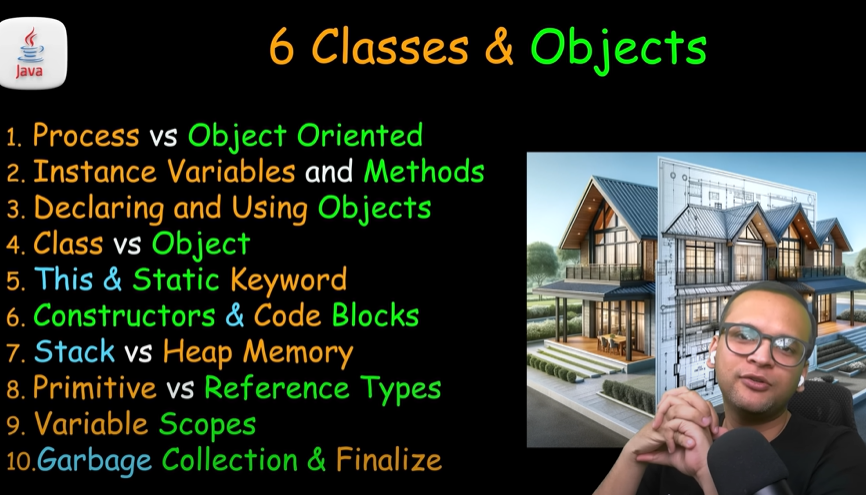 Java
6 Classes & Objects
1. Process vs Object Oriented
2. Instance Variables and Methods
3. Declaring and Using Objects
4. Class vs Object
5. This & Static Keyword
6. Constructors & Code Blocks
7. Stack vs Heap Memory
8. Primitive vs Reference Types
9. Variable Scopes
10.Garbage Collection & Finalize